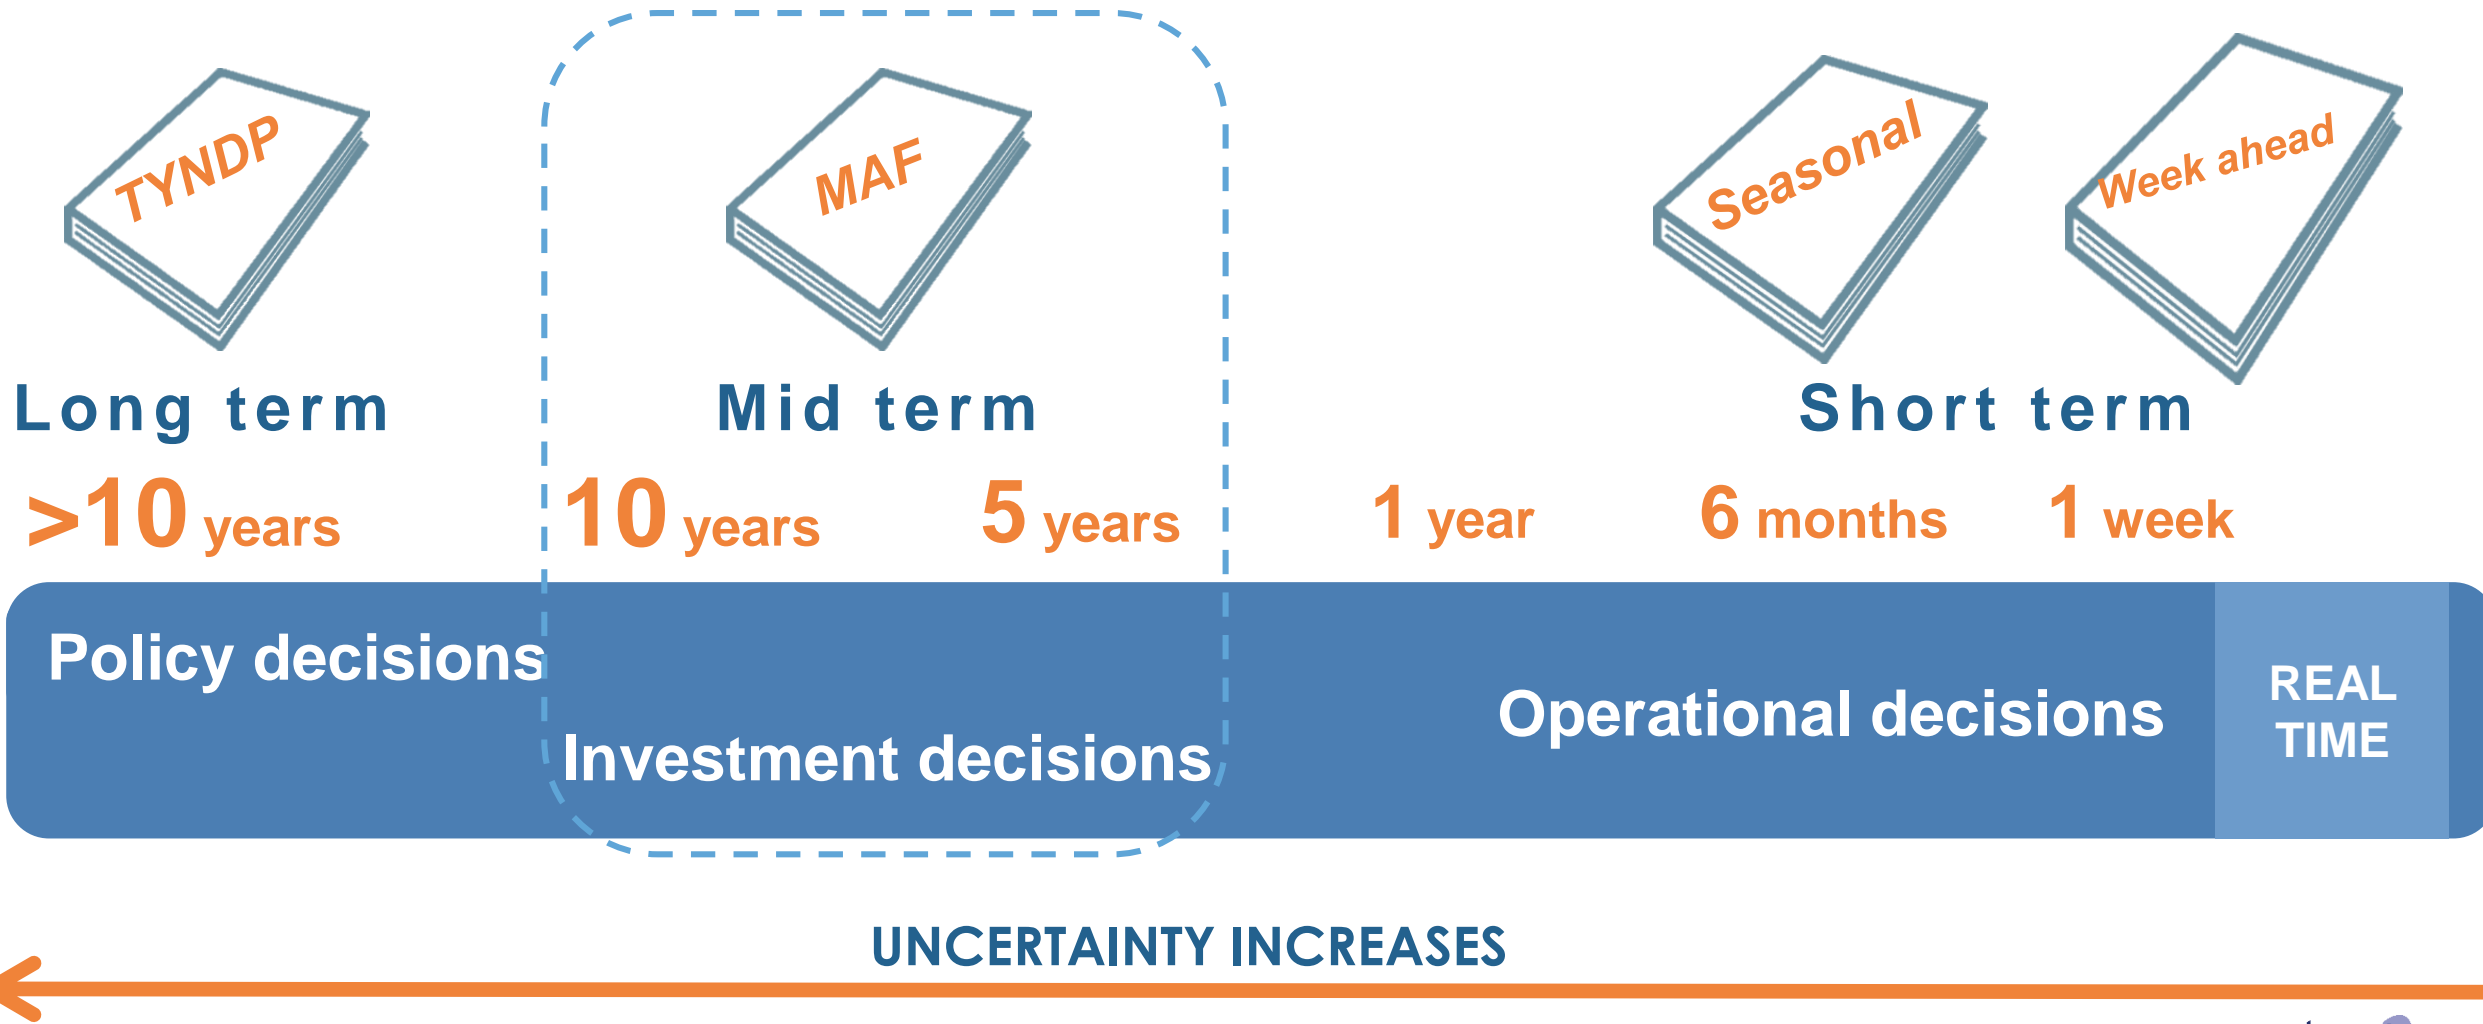 TYNDP
MAF
Seasonal
Week ahead
Long term
Mid term
Short term
>10 years
10 years
5 years
1 year
6 months
1 week
Policy decisions
Investment decisions
Operational decisions
REAL
TIME
UNCERTAINTY INCREASES